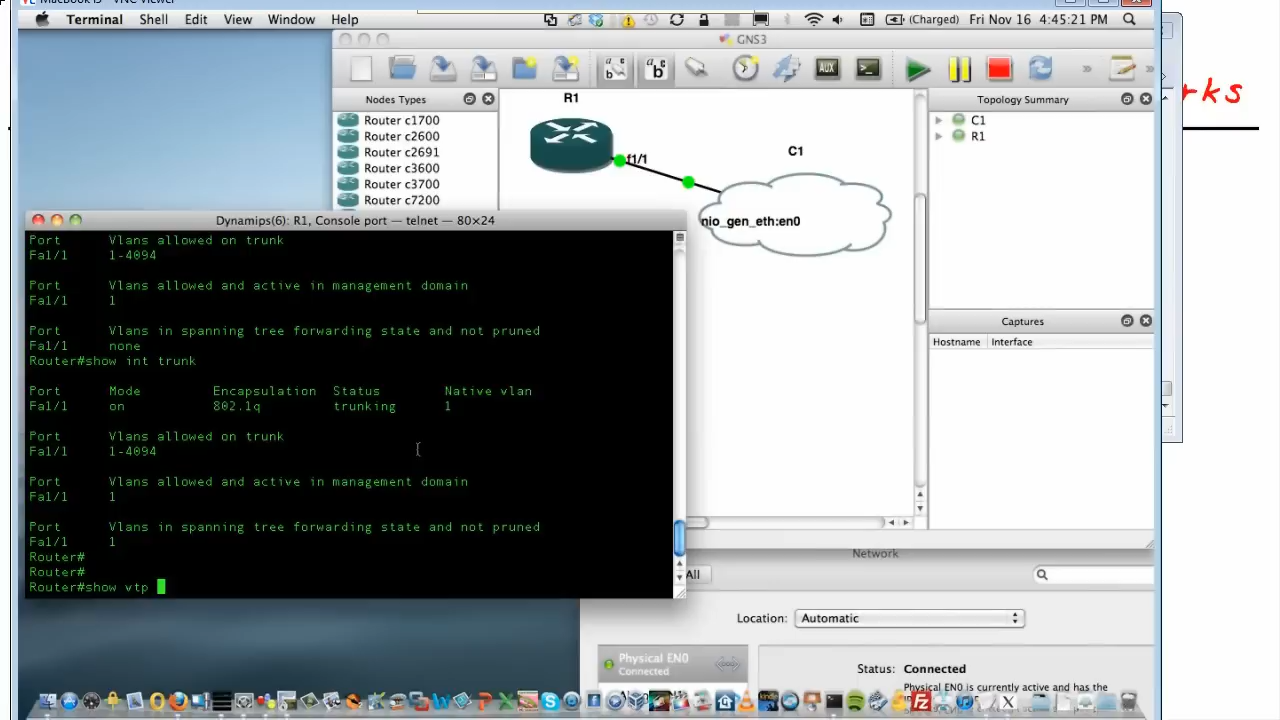 MacBook i5 - VNC Viewer
Terminal Shell Edit View Window Help
(Charged) Fri Nov 16 4:45:21 PM
GNS3
AUX
Nodes Types
Router c1700
Router c2600
Router c2691
Router c3600
Router c3700
Router c7200
R1
f1/1
C1
nio_gen_eth:en0
Topology Summary
C1
R1
rks
Captures
Hostname Interface
Dynamips(6): R1, Console port — telnet — 80×24
Port Vlans allowed on trunk
Fa1/1 1-4094
Port Vlans allowed and active in management domain
Fa1/1 1
Port Vlans in spanning tree forwarding state and not pruned
Fa1/1 none
Router#show int trunk
Port Mode Encapsulation Status Native vlan
Fa1/1 on 802.1q trunking 1
Port Vlans allowed on trunk
Fa1/1 1-4094
Port Vlans allowed and active in management domain
Fa1/1 1
Port Vlans in spanning tree forwarding state and not pruned
Fa1/1 1
Router#
Router#
Router#show vtp
Network
All
Location: Automatic
Physical EN0
Connected
Status: Connected
Physical EN0 is currently active and has the